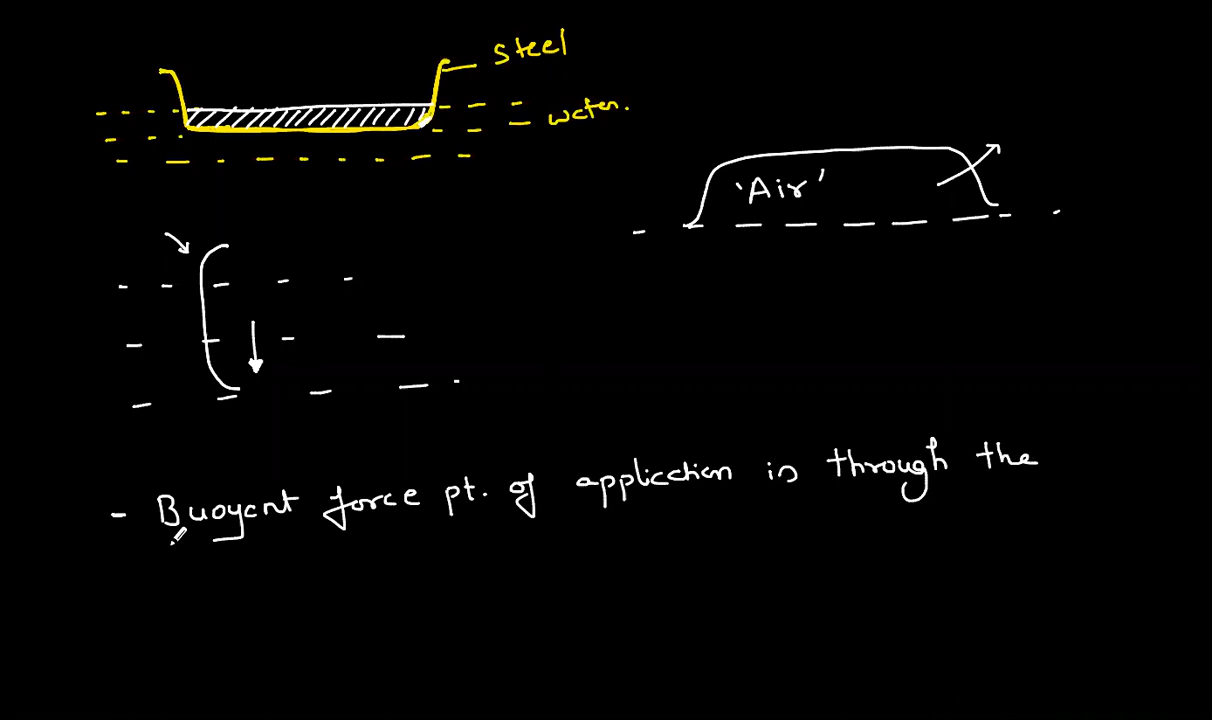 Steel
water.
'Air'
- Buoyant force pt. of application is through the